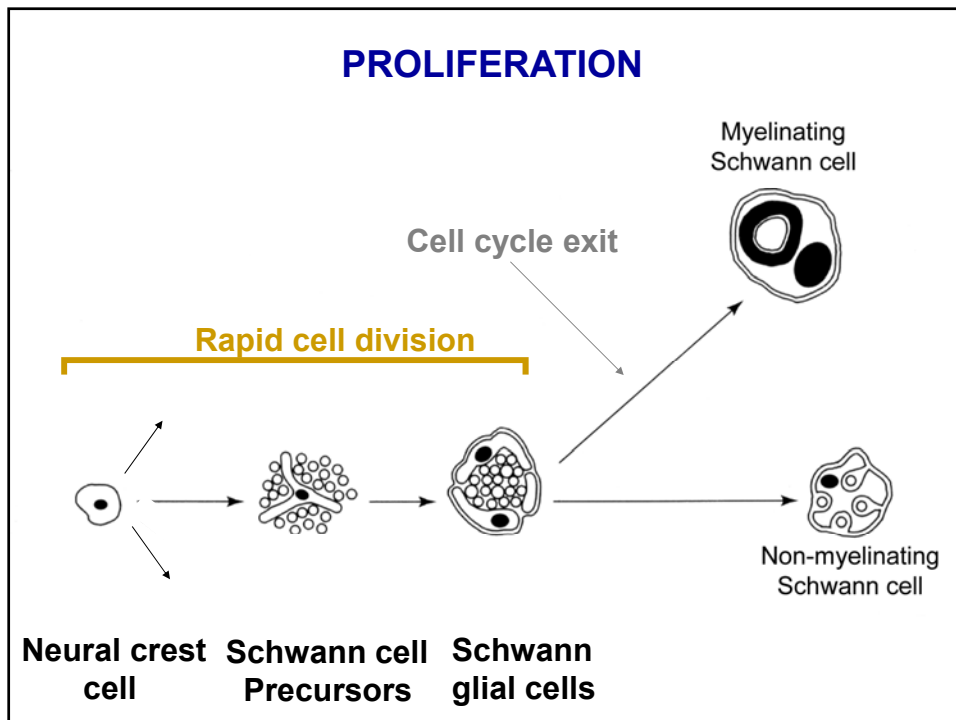 PROLIFERATION
Myelinating
Schwann cell
Cell cycle exit
Rapid cell division
Non-myelinating
Schwann cell
Neural crest
cell
Schwann cell
Precursors
Schwann
glial cells